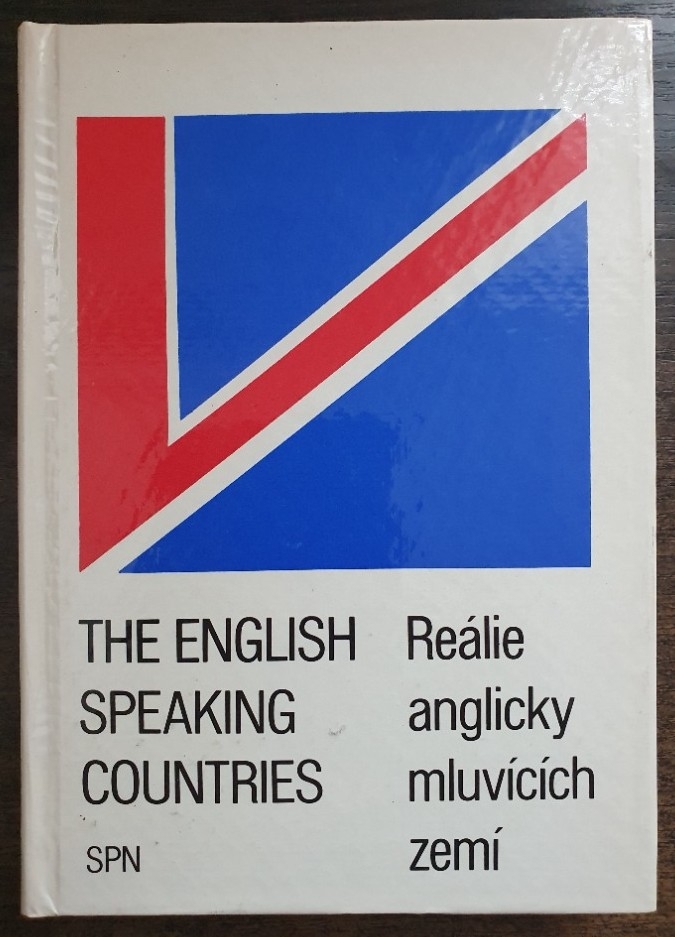 THE ENGLISH
SPEAKING
COUNTRIES
SPN
Reálie
anglicky
mluvících
zemí